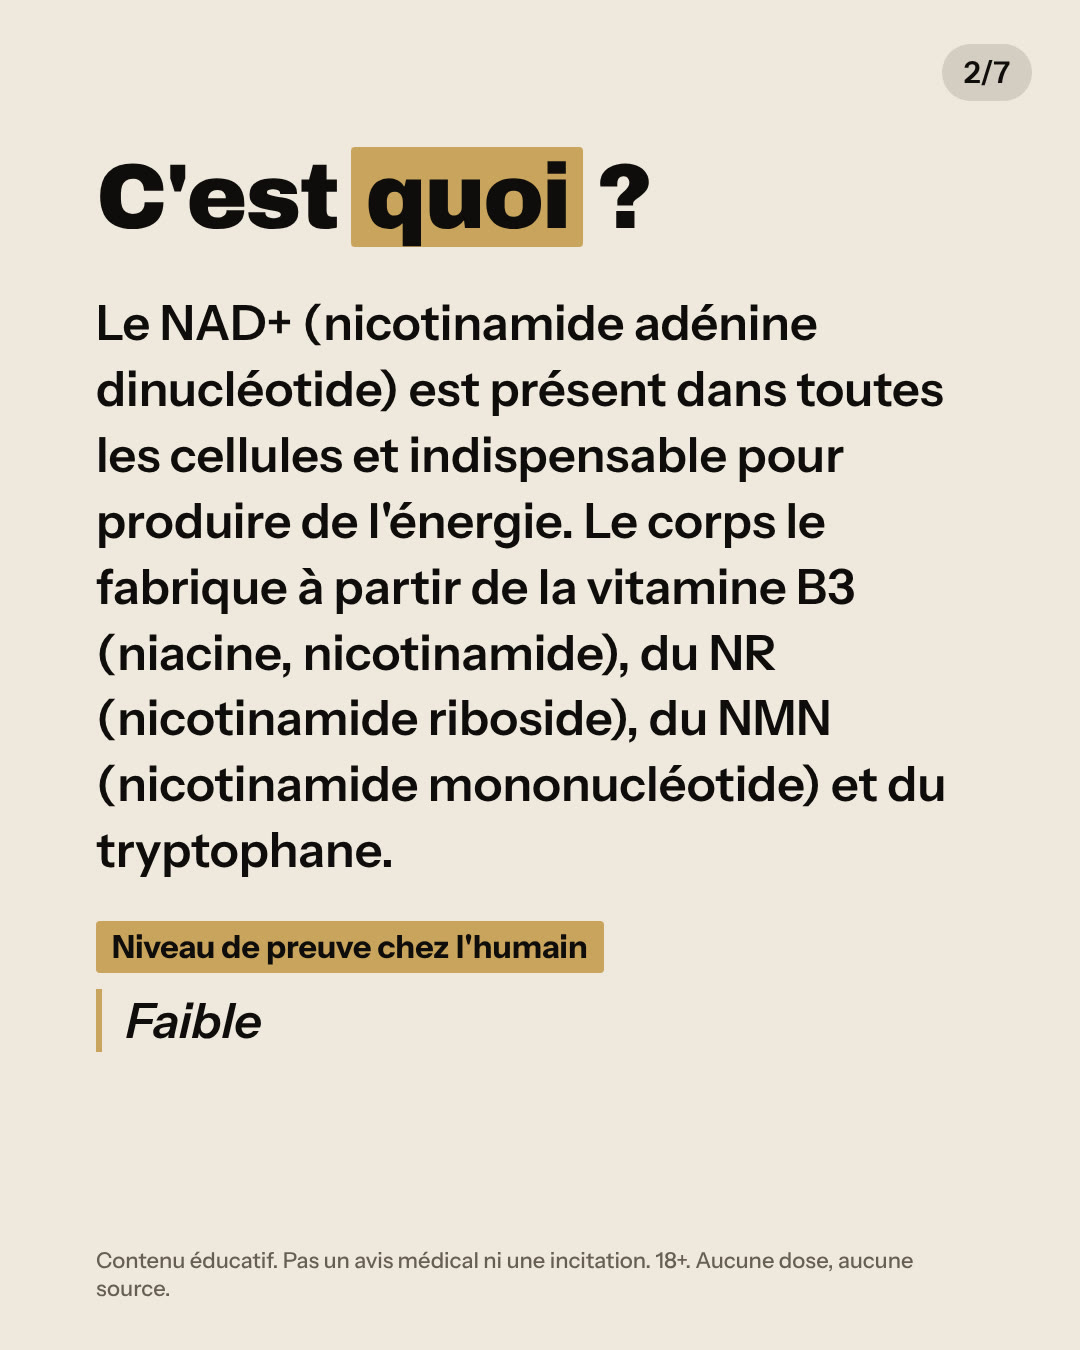 2/7
C'est quoi ?
Le NAD+ (nicotinamide adénine
dinucléotide) est présent dans toutes
les cellules et indispensable pour
produire de l'énergie. Le corps le
fabrique à partir de la vitamine B3
(niacine, nicotinamide), du NR
(nicotinamide riboside), du NMN
(nicotinamide mononucléotide) et du
tryptophane.
Niveau de preuve chez l'humain
Faible
Contenu éducatif. Pas un avis médical ni une incitation. 18+. Aucune dose, aucune
source.